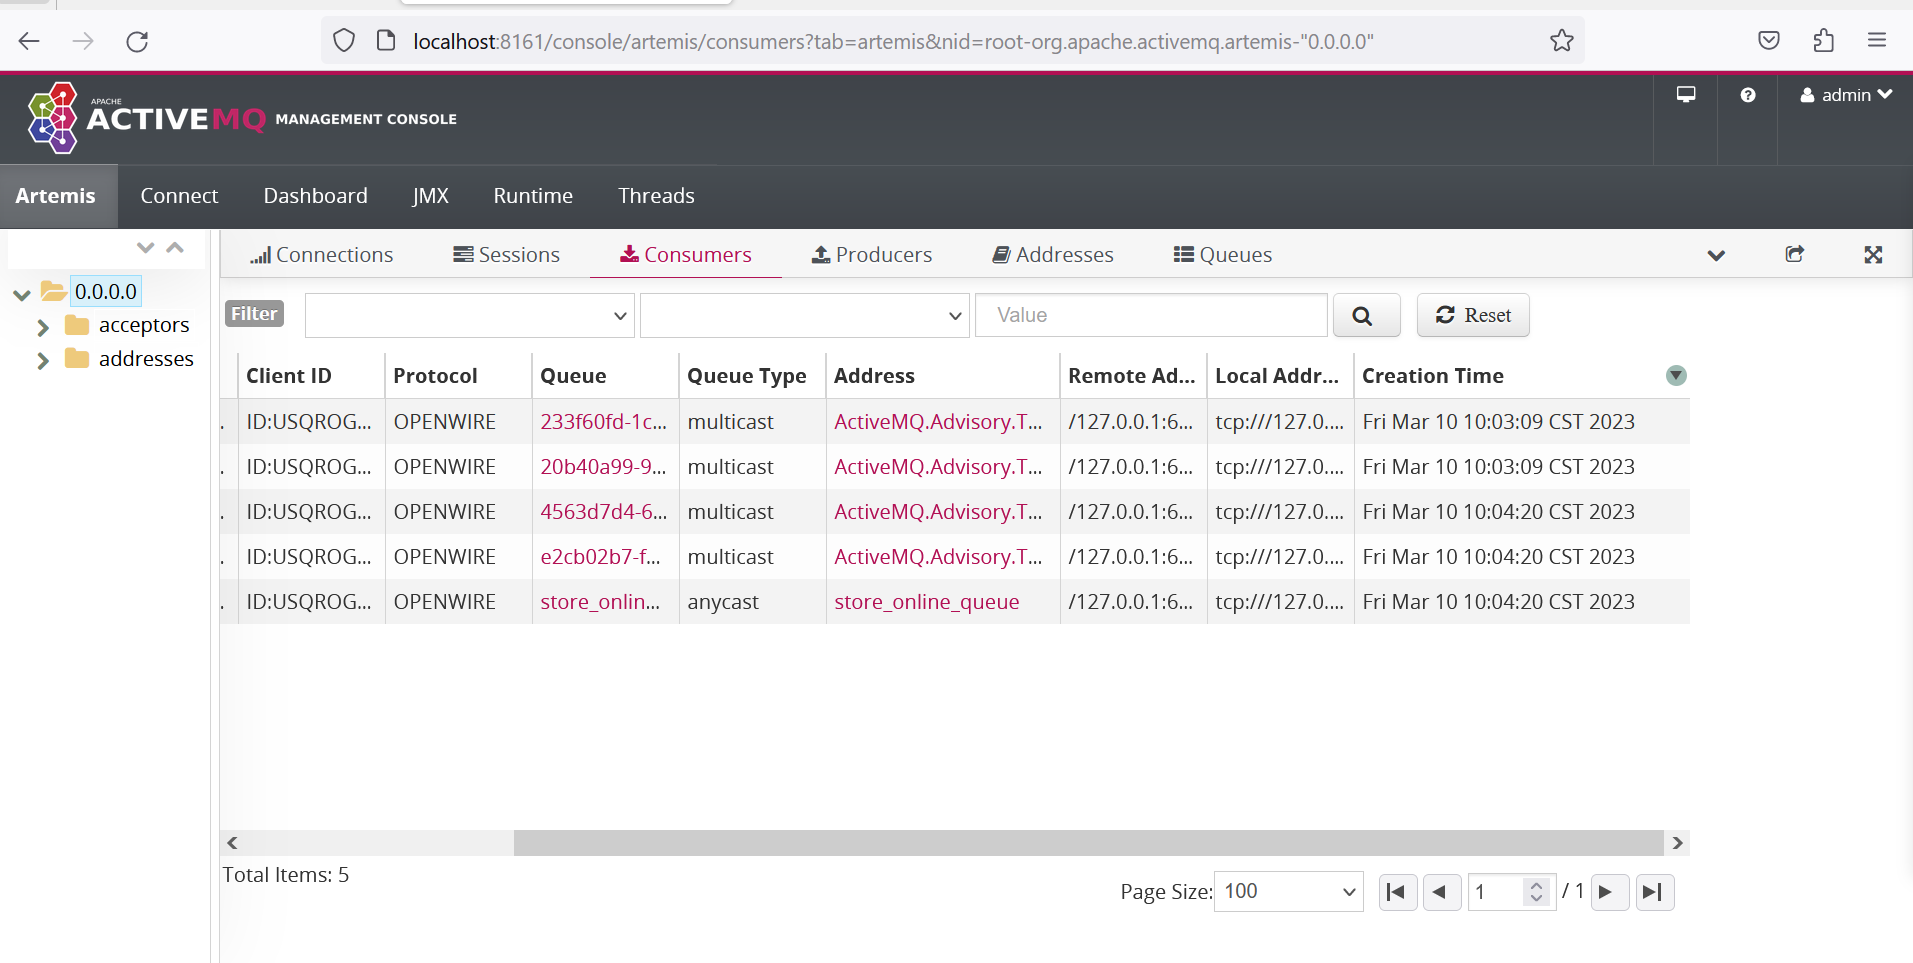 localhost:8161/console/artemis/consumers?tab=artemis&nid=root-org.apache.activemq.artemis-"0.0.0.0"
APACHE
ACTIVEMQ MANAGEMENT CONSOLE
admin
Artemis Connect Dashboard JMX Runtime Threads
Connections Sessions Consumers Producers Addresses Queues
0.0.0.0
acceptors
addresses
Filter Value Reset
Client ID Protocol Queue Queue Type Address Remote Ad... Local Addr... Creation Time
. ID:USQROG... OPENWIRE 233f60fd-1c... multicast ActiveMQ.Advisory.T... /127.0.0.1:6... tcp:///127.0.... Fri Mar 10 10:03:09 CST 2023
. ID:USQROG... OPENWIRE 20b40a99-9... multicast ActiveMQ.Advisory.T... /127.0.0.1:6... tcp:///127.0.... Fri Mar 10 10:03:09 CST 2023
. ID:USQROG... OPENWIRE 4563d7d4-6... multicast ActiveMQ.Advisory.T... /127.0.0.1:6... tcp:///127.0.... Fri Mar 10 10:04:20 CST 2023
. ID:USQROG... OPENWIRE e2cb02b7-f... multicast ActiveMQ.Advisory.T... /127.0.0.1:6... tcp:///127.0.... Fri Mar 10 10:04:20 CST 2023
. ID:USQROG... OPENWIRE store_onlin... anycast store_online_queue /127.0.0.1:6... tcp:///127.0.... Fri Mar 10 10:04:20 CST 2023
Total Items: 5
Page Size: 100 1 / 1